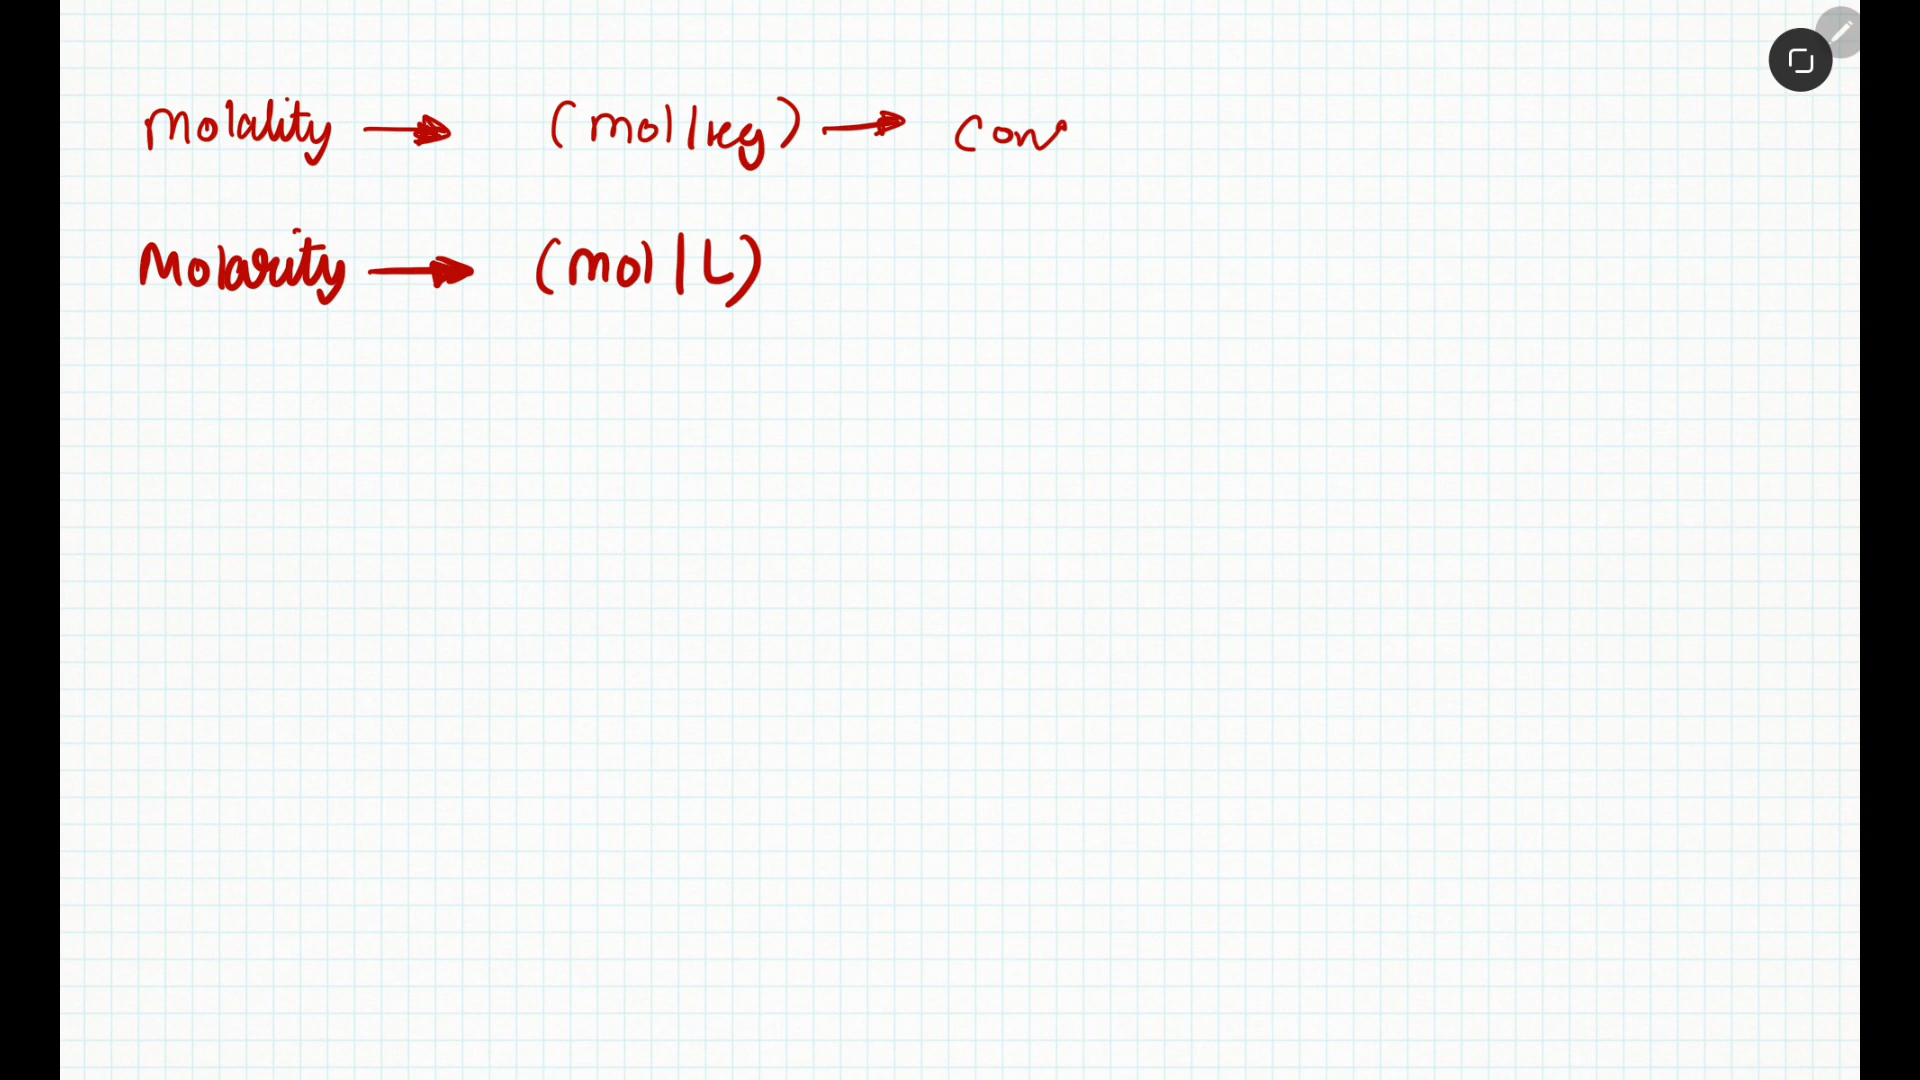 Molality → (mol/kg) → con
Molarity → (mol/L)